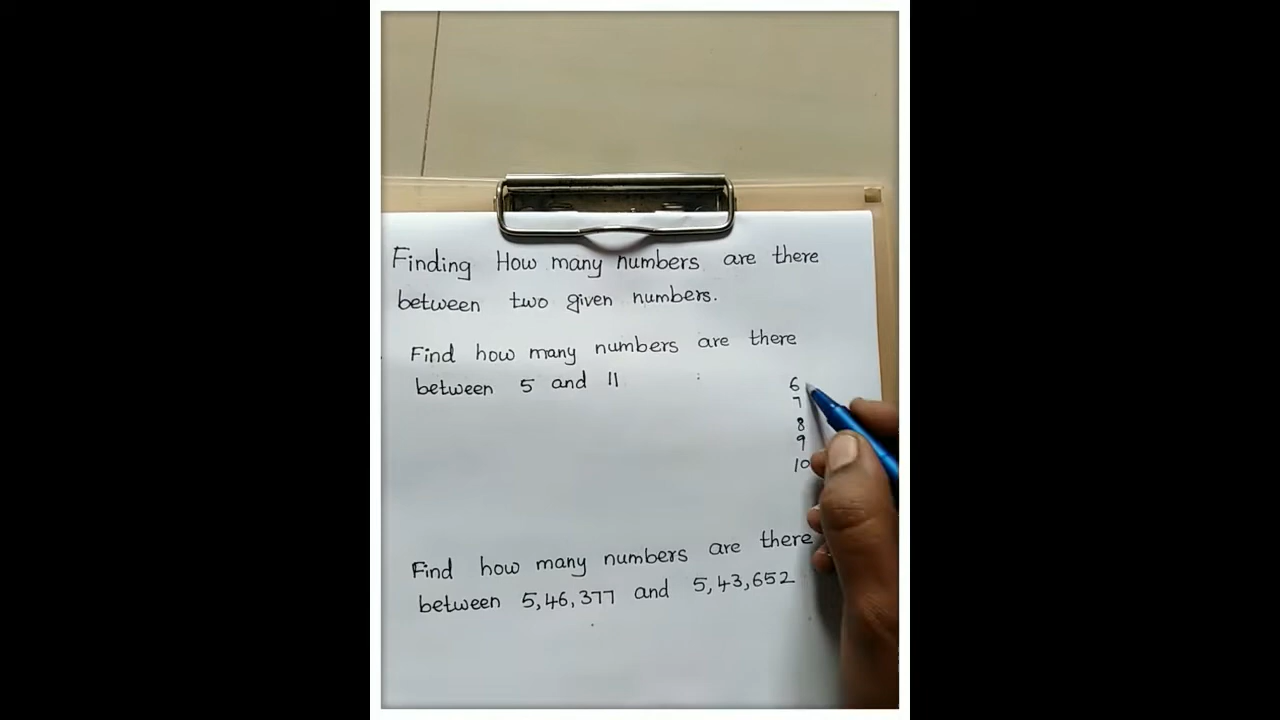 Finding How many numbers are there
between two given numbers.
Find how many numbers are there
between 5 and 11
6
7
8
9
10
Find how many numbers are there
between 5,46,377 and 5,43,652